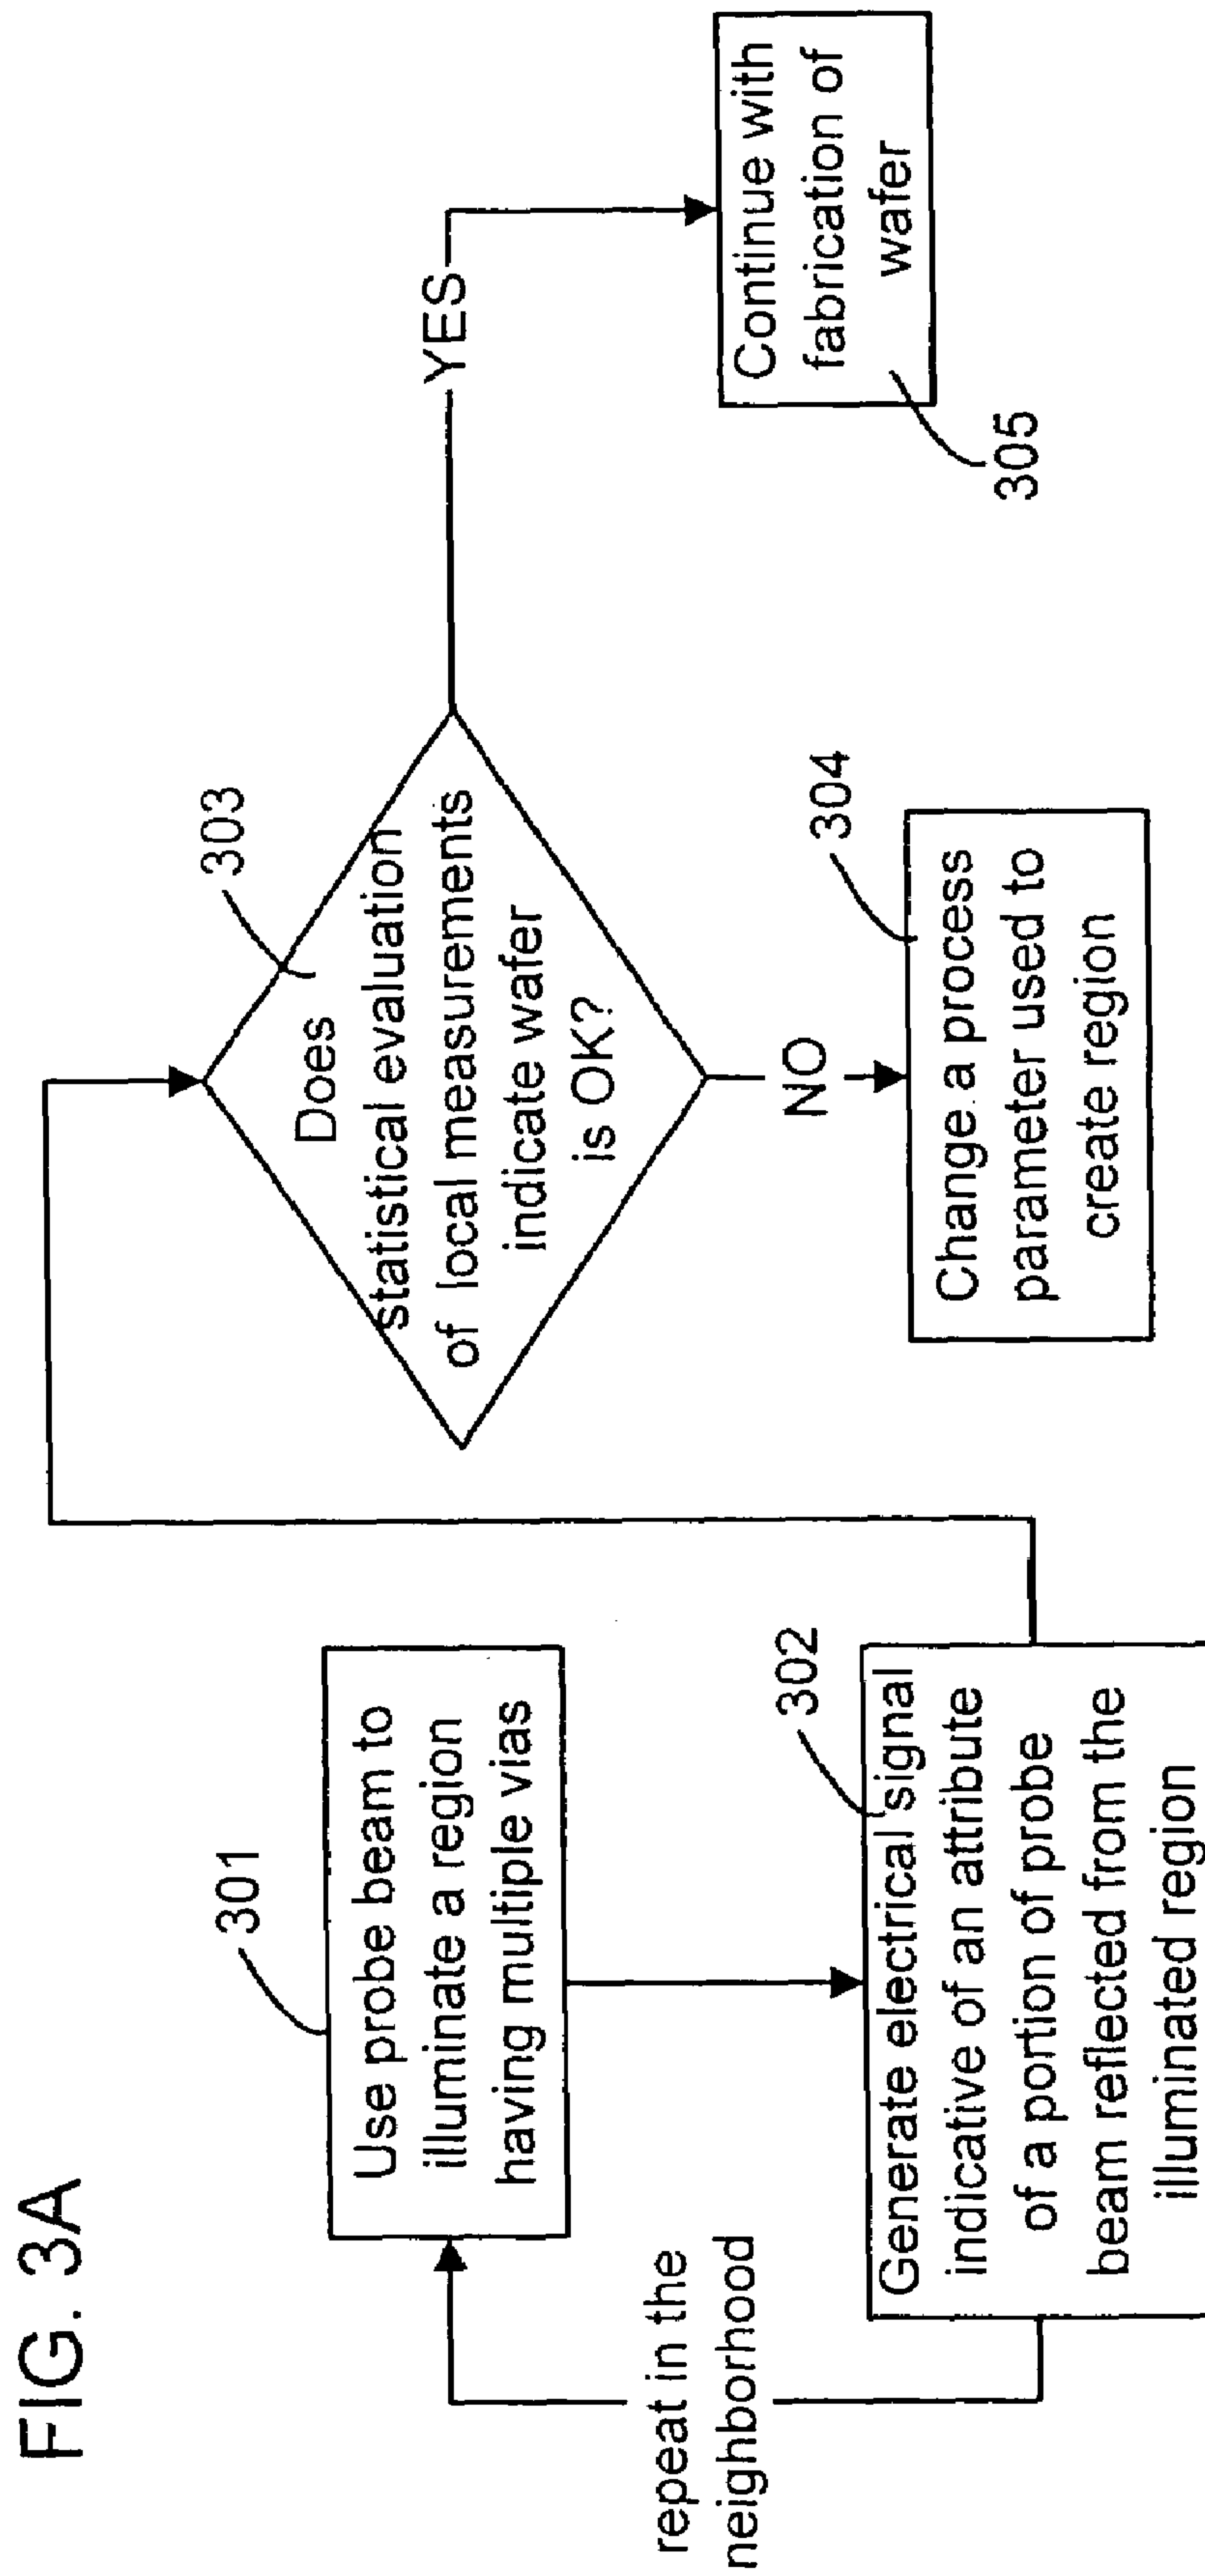 FIG. 3A
301
Use probe beam to
illuminate a region
having multiple vias
repeat in the
neighborhood
302
Generate electrical signal
indicative of an attribute
of a portion of probe
beam reflected from the
illuminated region
303
Does
statistical evaluation
of local measurements
indicate wafer
is OK?
NO
304
Change a process
parameter used to
create region
YES
Continue with
fabrication of
wafer
305